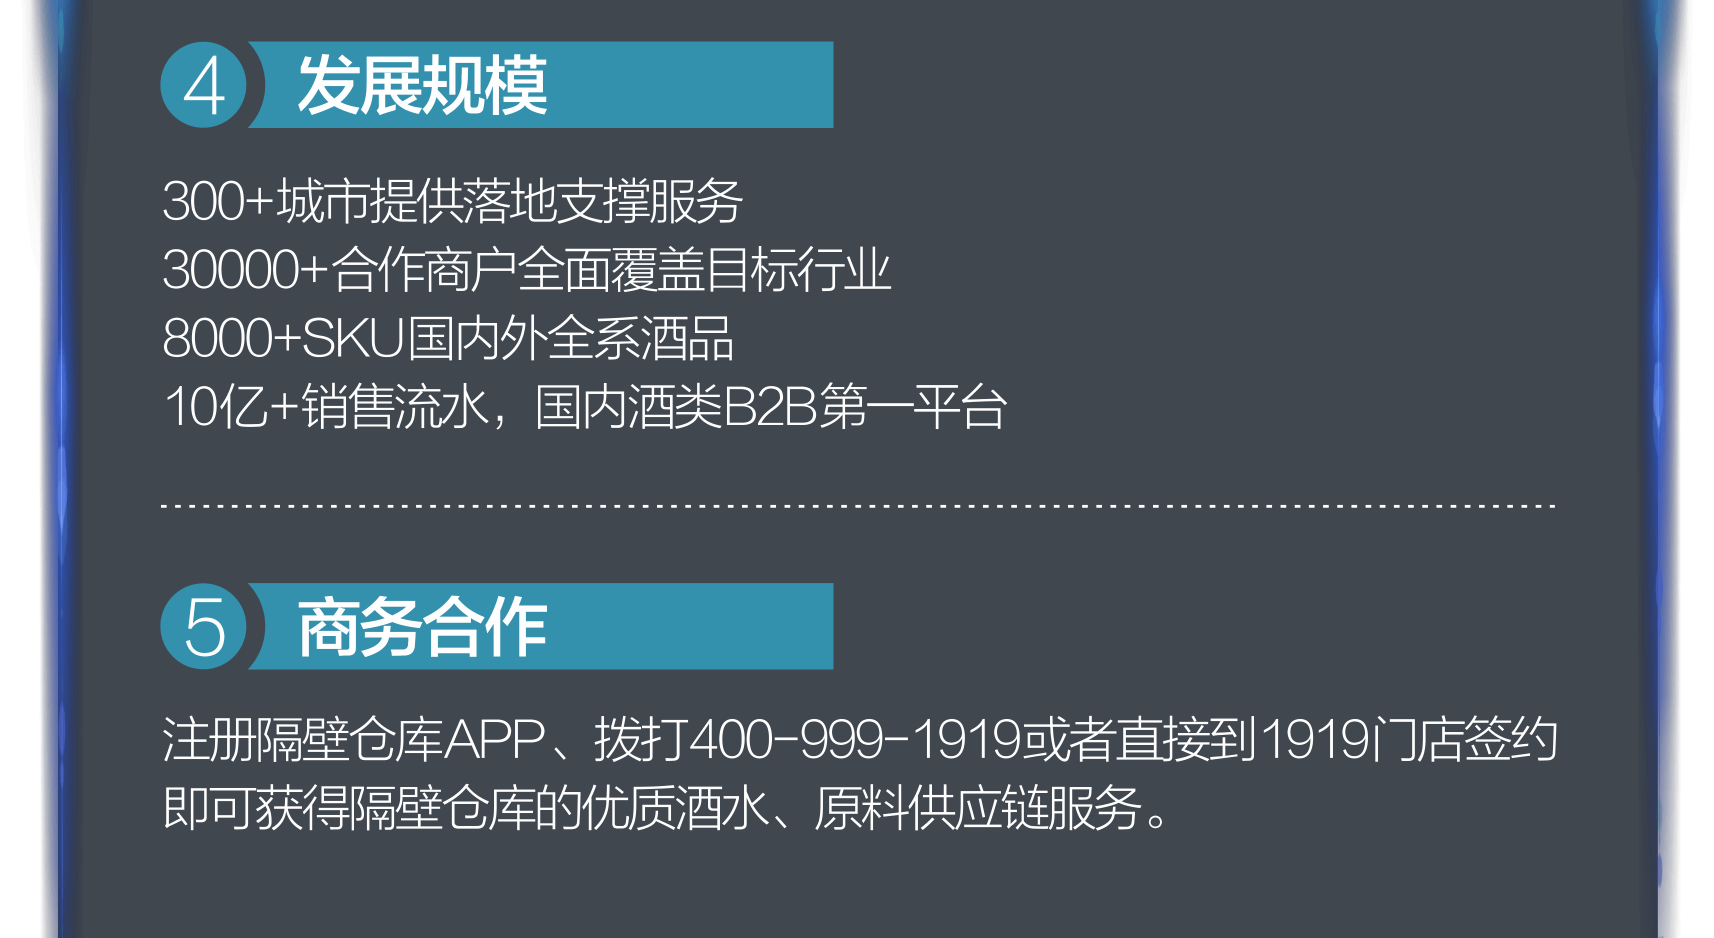 4 发展规模
300+城市提供落地支撑服务
30000+合作商户全面覆盖目标行业
8000+SKU国内外全系酒品
10亿+销售流水，国内酒类B2B第一平台
5 商务合作
注册隔壁仓库APP、拨打400-999-1919或者直接到1919门店签约
即可获得隔壁仓库的优质酒水、原料供应链服务。